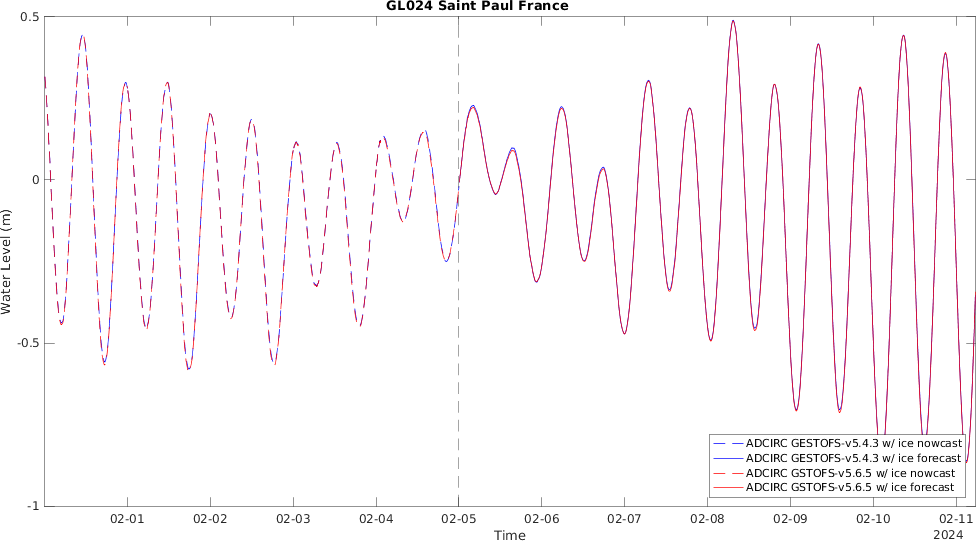 GL024 Saint Paul France
0.5
0
-0.5
-1
Water Level (m)
ADCIRC GESTOFS-v5.4.3 w/ ice nowcast
ADCIRC GESTOFS-v5.4.3 w/ ice forecast
ADCIRC GSTOFS-v5.6.5 w/ ice nowcast
ADCIRC GSTOFS-v5.6.5 w/ ice forecast
02-01 02-02 02-03 02-04 02-05 02-06 02-07 02-08 02-09 02-10 02-11
Time
2024